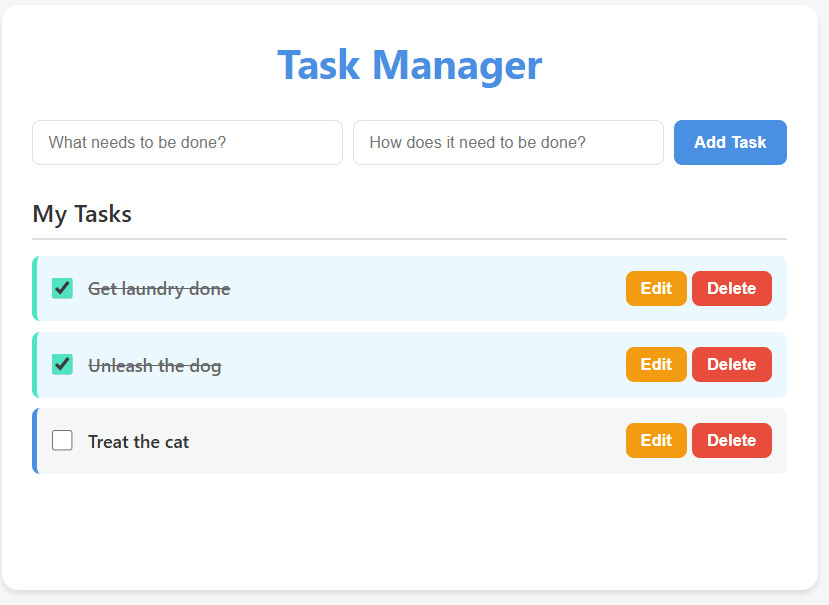 Task Manager
What needs to be done? How does it need to be done? Add Task
My Tasks
Get laundry done Edit Delete
Unleash the dog Edit Delete
Treat the cat Edit Delete